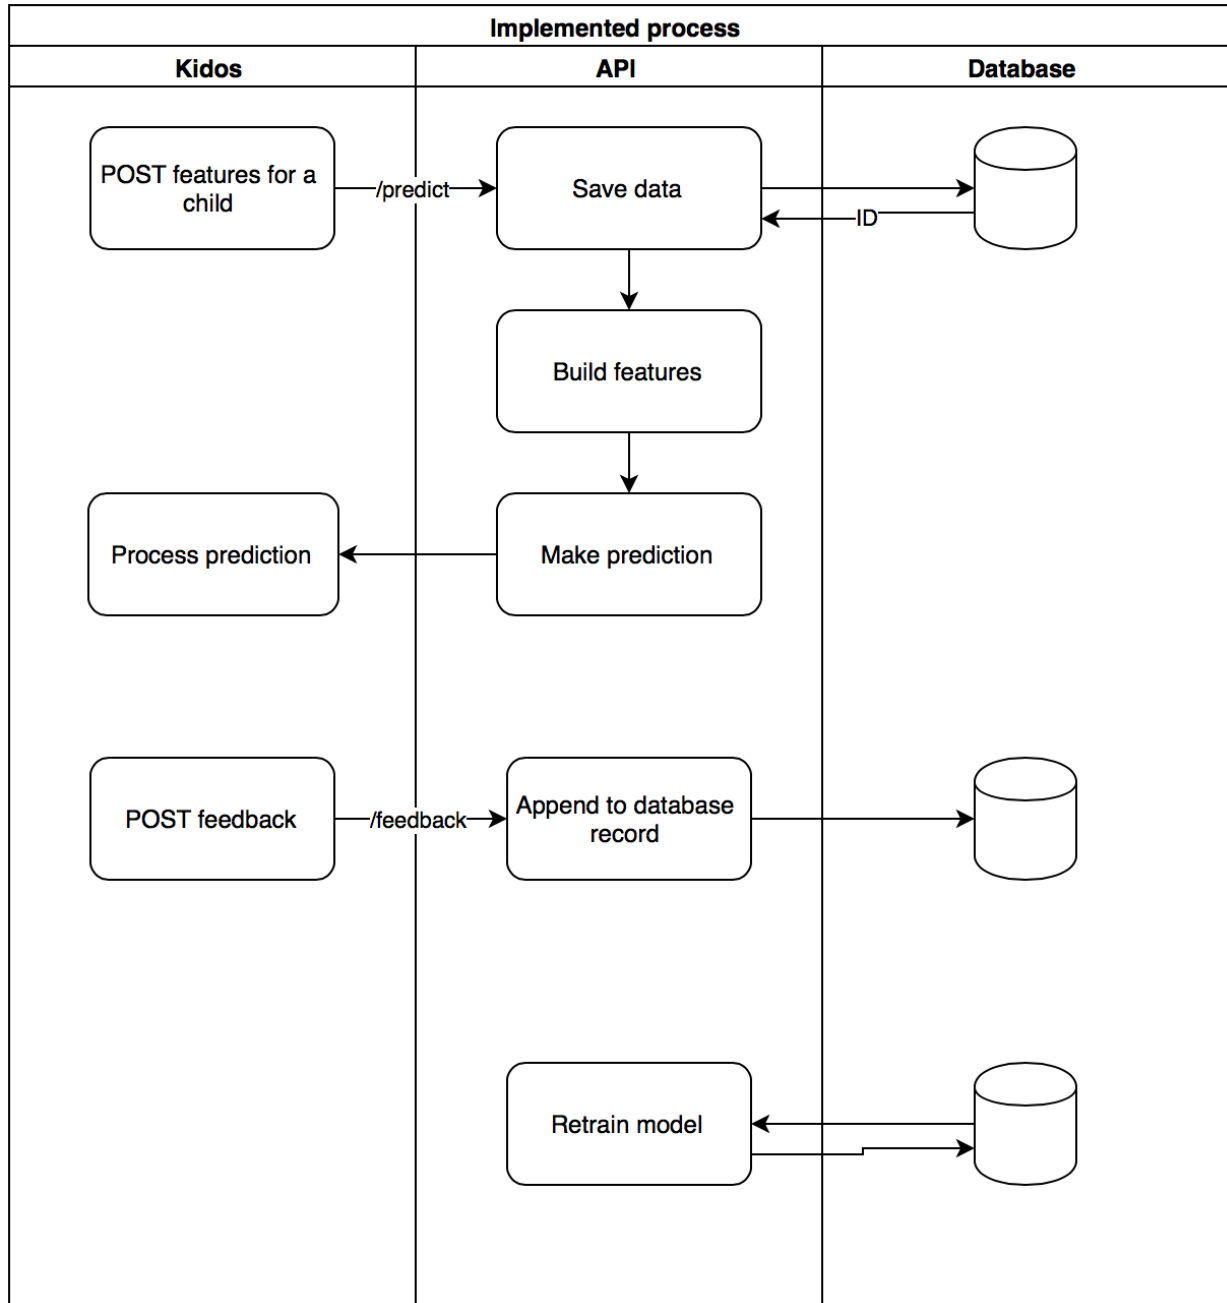 Implemented process
Kidos
API
Database
POST features for a
child
/predict
Save data
ID
Build features
Process prediction
Make prediction
POST feedback
/feedback
Append to database
record
Retrain model